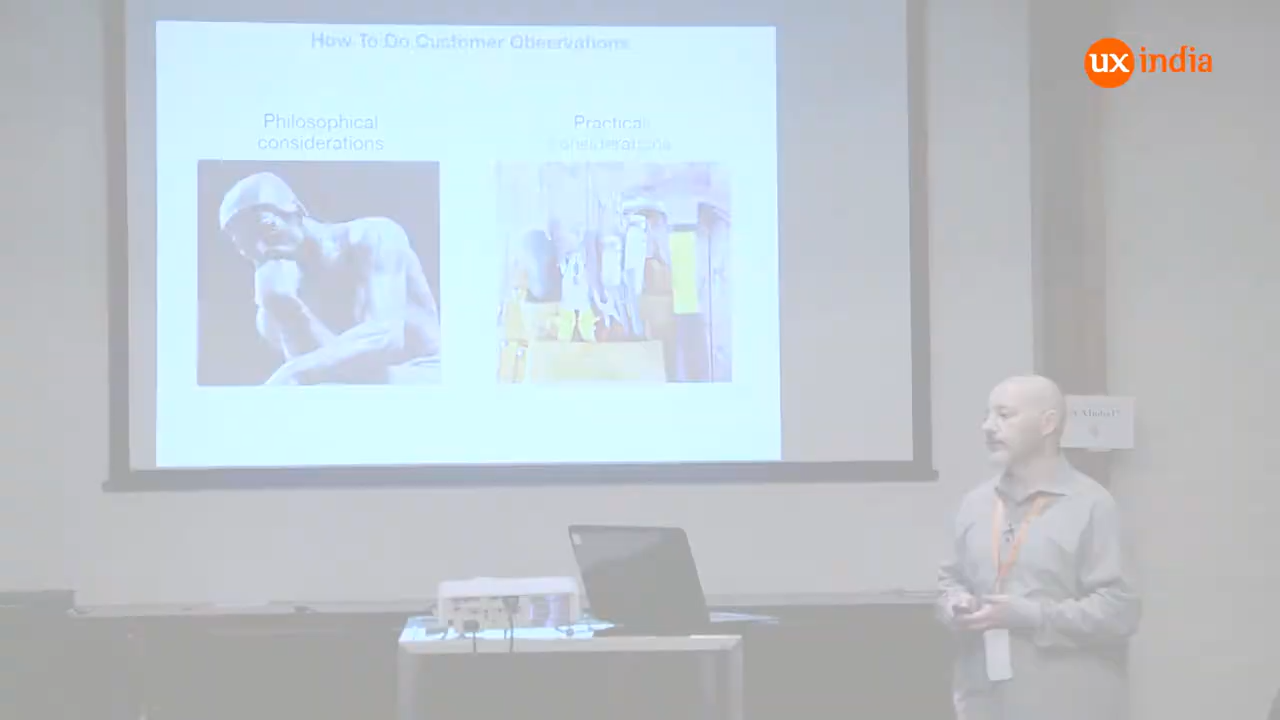 How To Do Customer Observations
Philosophical
considerations
Practical
considerations
ux india